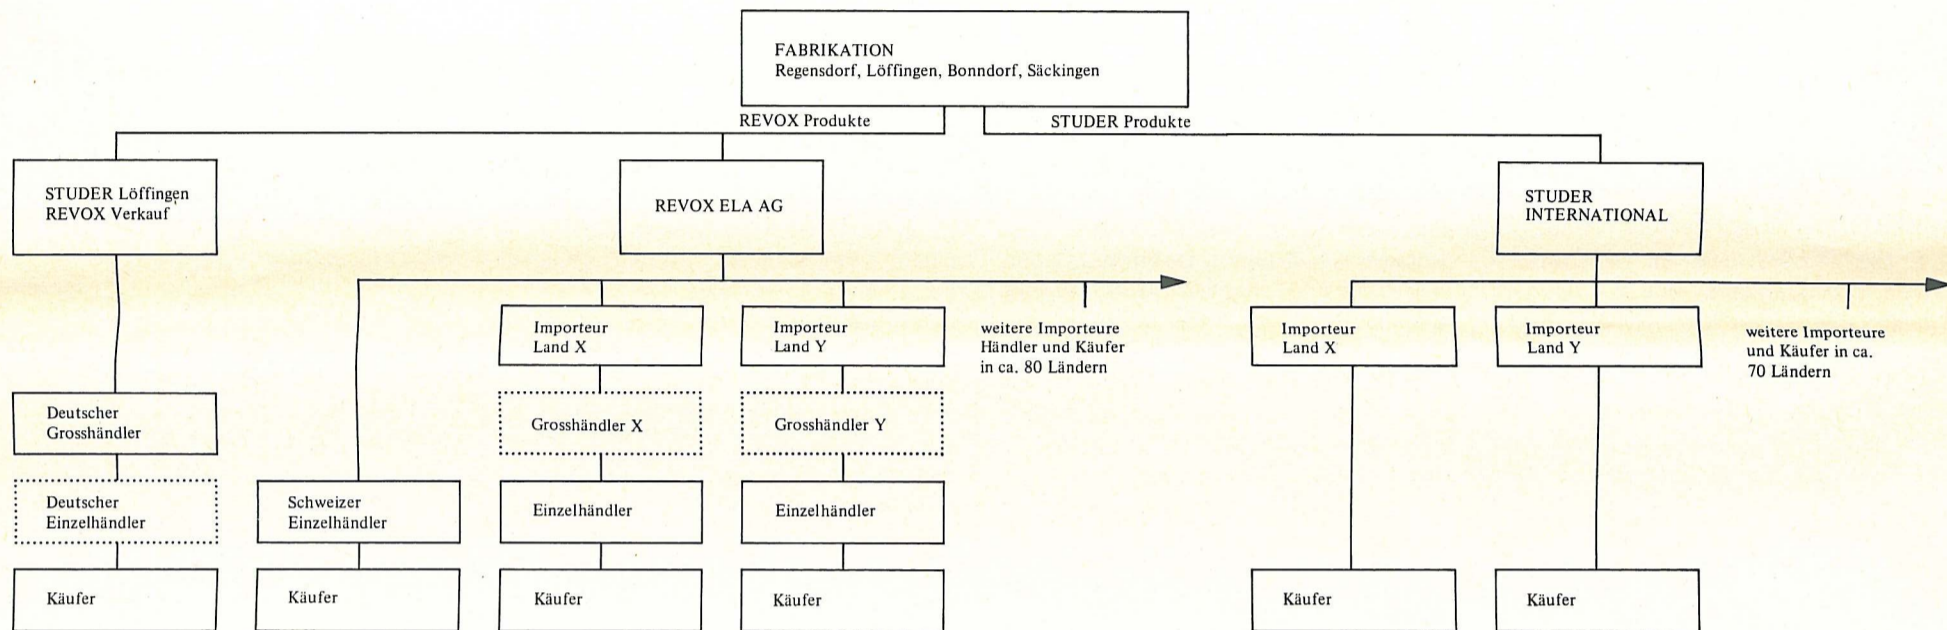 FABRIKATION
Regensdorf, Löffingen, Bonndorf, Säckingen
REVOX Produkte
STUDER Produkte
STUDER Löffingen
REVOX Verkauf
REVOX ELA AG
STUDER
INTERNATIONAL
Importeur
Land X
Importeur
Land Y
weitere Importeure
Händler und Käufer
in ca. 80 Ländern
Importeur
Land X
Importeur
Land Y
weitere Importeure
und Käufer in ca.
70 Ländern
Deutscher
Grosshändler
Grosshändler X
Grosshändler Y
Deutscher
Einzelhändler
Schweizer
Einzelhändler
Einzelhändler
Einzelhändler
Käufer
Käufer
Käufer
Käufer
Käufer
Käufer